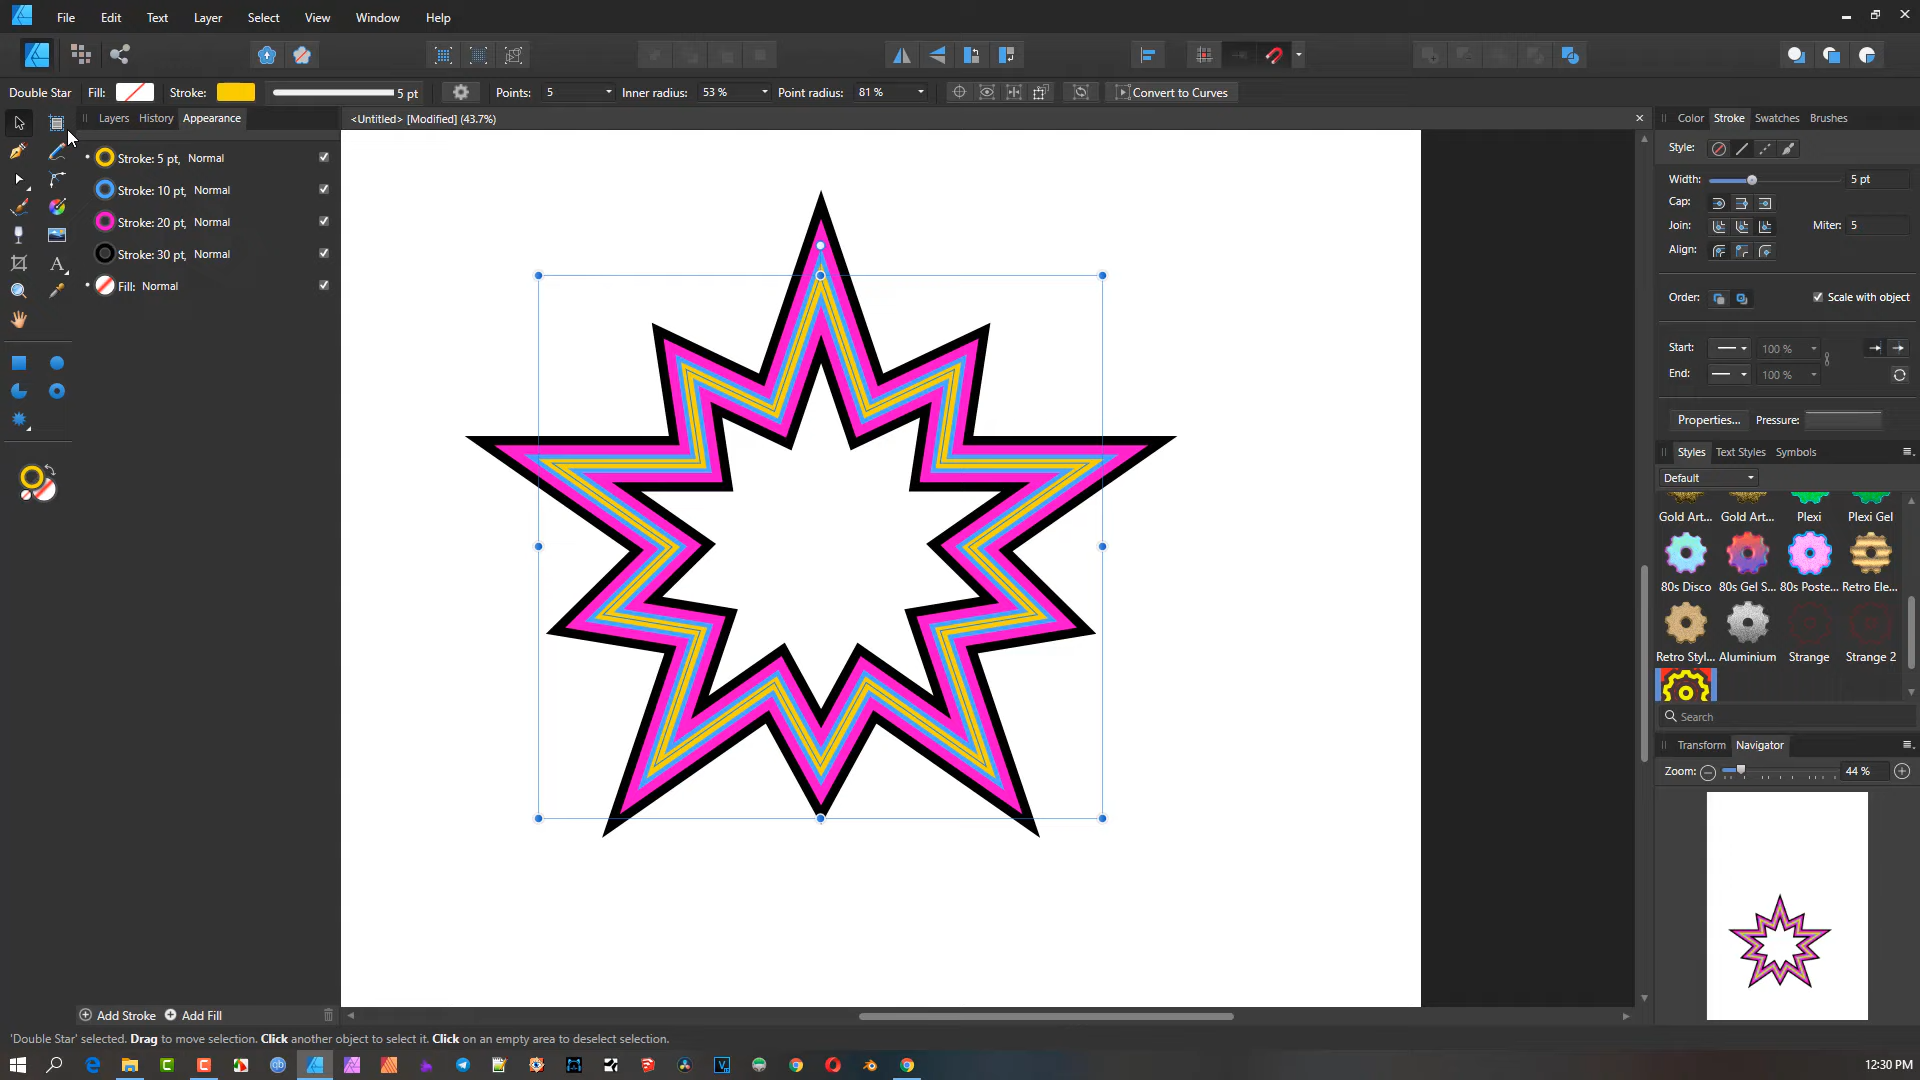 File Edit Text Layer Select View Window Help
Double Star Fill: Stroke: 5 pt Points: 5 Inner radius: 53 % Point radius: 81 % Convert to Curves
Layers History Appearance
<Untitled> [Modified] (43.7%)
Stroke: 5 pt, Normal
Stroke: 10 pt, Normal
Stroke: 20 pt, Normal
Stroke: 30 pt, Normal
Fill: Normal
Add Stroke Add Fill
'Double Star' selected. Drag to move selection. Click another object to select it. Click on an empty area to deselect selection.
Color Stroke Swatches Brushes
Style:
Width: 5 pt
Cap:
Join: Miter: 5
Align:
Order: Scale with object
Start: 100 %
End: 100 %
Properties... Pressure:
Styles Text Styles Symbols
Default
Gold Art... Gold Art... Plexi Plexi Gel
80s Disco 80s Gel S... 80s Poste... Retro Ele...
Retro Styl... Aluminium Strange Strange 2
Search
Transform Navigator
Zoom: 44 %
12:30 PM